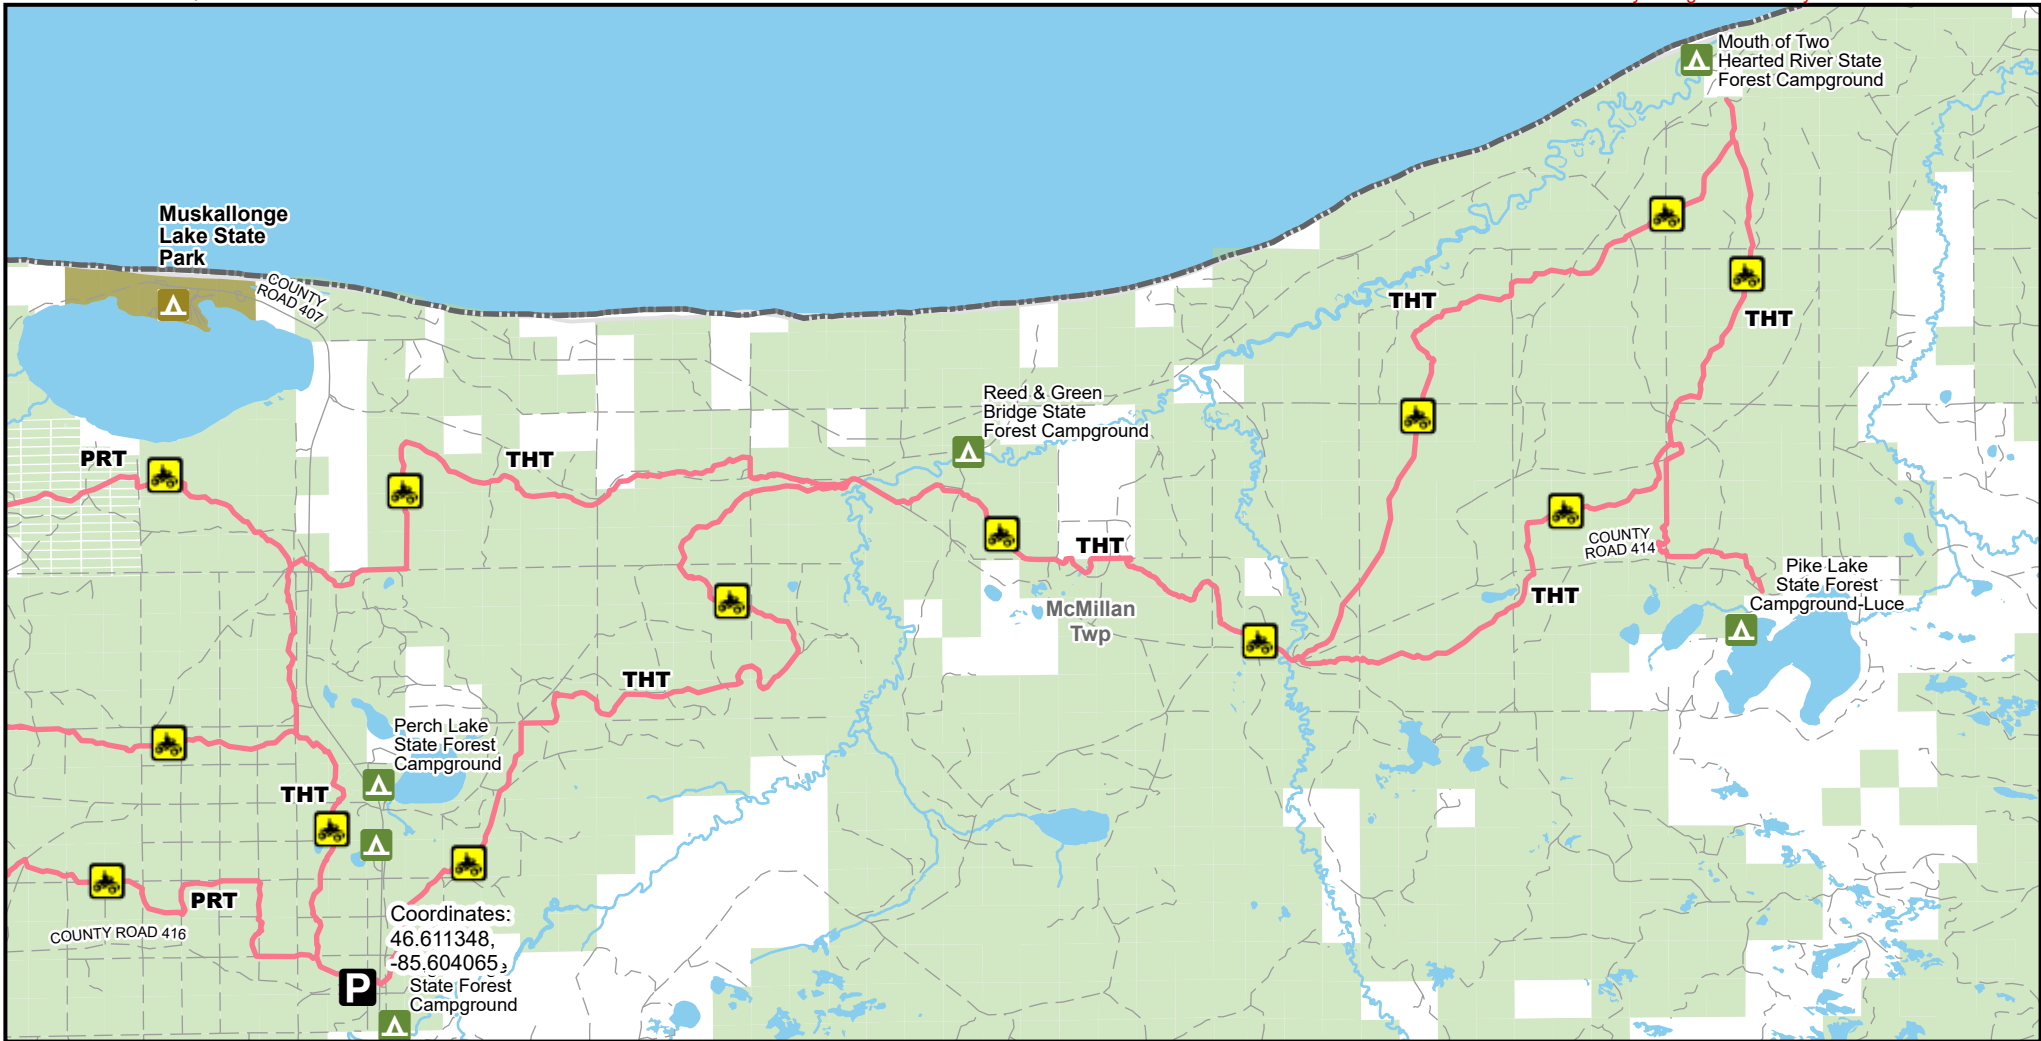 Mouth of Two
Hearted River State
Forest Campground
Muskallonge
Lake State
Park
COUNTY
ROAD 407
THT
THT
Reed & Green
Bridge State
Forest Campground
PRT
THT
THT
COUNTY
ROAD 414
Pike Lake
State Forest
Campground-Luce
THT
McMillan
Twp
THT
Perch Lake
State Forest
Campground
THT
PRT
COUNTY ROAD 416
Coordinates:
46.611348,
-85.604065
State Forest
Campground
P